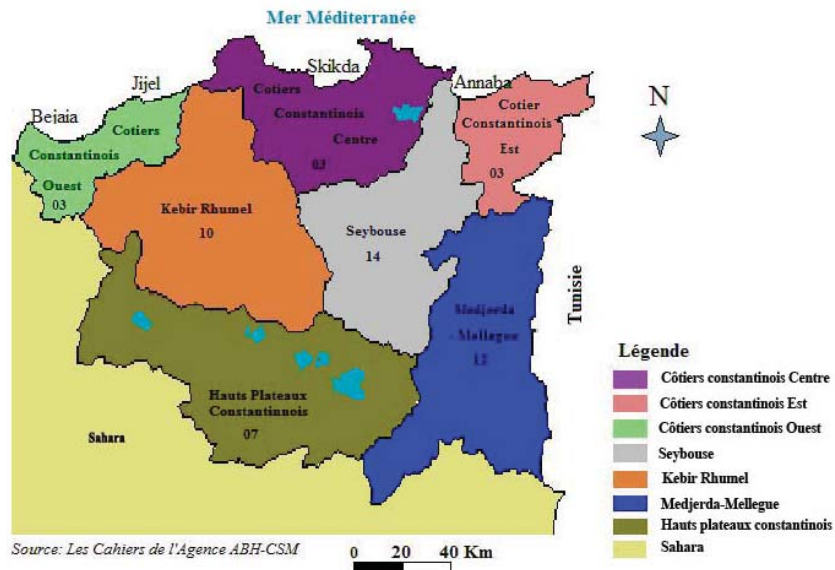 Mer Méditerranée
Skikda
Jijel
Annaba
Bejaia
Cotiers
Constantinois
Centre
03
Cotier
Constantinois
Est
03
N
Cotiers
Constantinois
Ouest
03
Kebir Rhumel
10
Seybouse
14
Medjerda
- Mellague
Tunisie
Hauts Plateaux
Constantinnois
07
Sahara
Légende
Côtiers constantinois Centre
Côtiers constantinois Est
Côtiers constantinois Ouest
Seybouse
Kebir Rhumel
Medjerda-Mellegue
Hauts plateaux constantinois
Sahara
Source: Les Cahiers de l'Agence ABH-CSM
0 20 40 Km